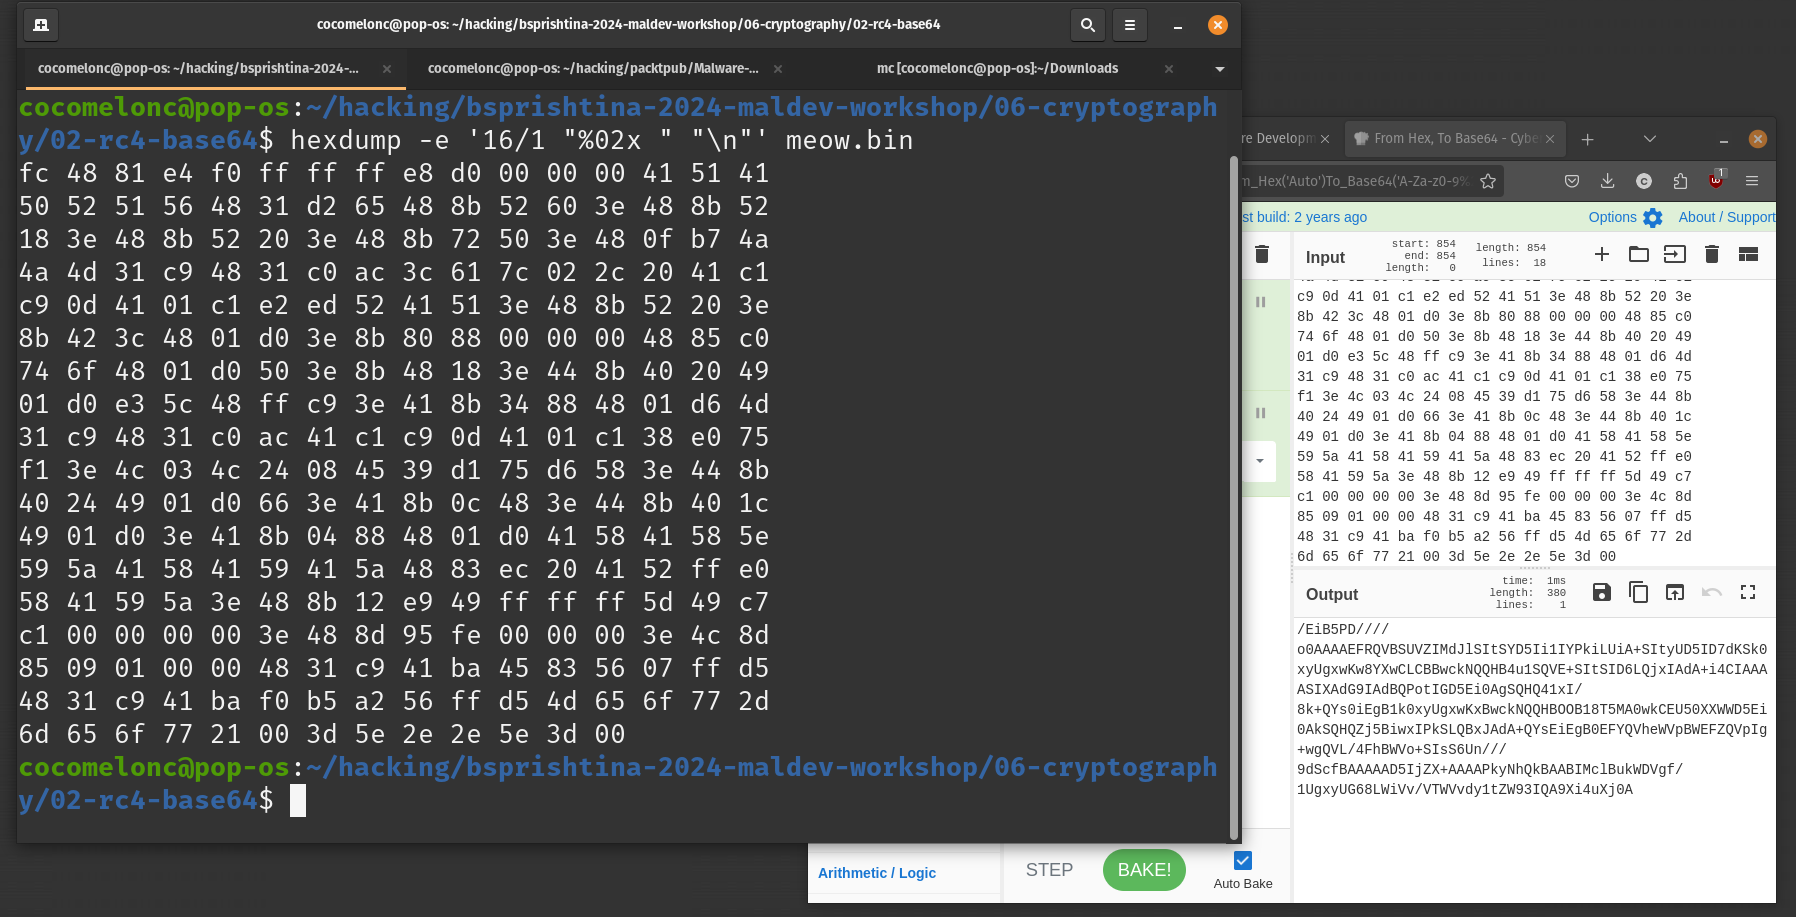 cocomelonc@pop-os: ~/hacking/bsprishtina-2024-maldev-workshop/06-cryptography/02-rc4-base64
cocomelonc@pop-os: ~/hacking/bsprishtina-2024-... cocomelonc@pop-os: ~/hacking/packtpub/Malware-... mc [cocomelonc@pop-os]:~/Downloads
cocomelonc@pop-os:~/hacking/bsprishtina-2024-maldev-workshop/06-cryptograph
y/02-rc4-base64$ hexdump -e '16/1 "%02x " "\n"' meow.bin
fc 48 81 e4 f0 ff ff ff e8 d0 00 00 00 41 51 41
50 52 51 56 48 31 d2 65 48 8b 52 60 3e 48 8b 52
18 3e 48 8b 52 20 3e 48 8b 72 50 3e 48 0f b7 4a
4a 4d 31 c9 48 31 c0 ac 3c 61 7c 02 2c 20 41 c1
c9 0d 41 01 c1 e2 ed 52 41 51 3e 48 8b 52 20 3e
8b 42 3c 48 01 d0 3e 8b 80 88 00 00 00 48 85 c0
74 6f 48 01 d0 50 3e 8b 48 18 3e 44 8b 40 20 49
01 d0 e3 5c 48 ff c9 3e 41 8b 34 88 48 01 d6 4d
31 c9 48 31 c0 ac 41 c1 c9 0d 41 01 c1 38 e0 75
f1 3e 4c 03 4c 24 08 45 39 d1 75 d6 58 3e 44 8b
40 24 49 01 d0 66 3e 41 8b 0c 48 3e 44 8b 40 1c
49 01 d0 3e 41 8b 04 88 48 01 d0 41 58 41 58 5e
59 5a 41 58 41 59 41 5a 48 83 ec 20 41 52 ff e0
58 41 59 5a 3e 48 8b 12 e9 49 ff ff ff 5d 49 c7
c1 00 00 00 00 3e 48 8d 95 fe 00 00 00 3e 4c 8d
85 09 01 00 00 48 31 c9 41 ba 45 83 56 07 ff d5
48 31 c9 41 ba f0 b5 a2 56 ff d5 4d 65 6f 77 2d
6d 65 6f 77 21 00 3d 5e 2e 2e 5e 3d 00
cocomelonc@pop-os:~/hacking/bsprishtina-2024-maldev-workshop/06-cryptograph
y/02-rc4-base64$
re Developm From Hex, To Base64 - Cybe
m_Hex('Auto')To_Base64('A-Za-z0-9% 1
st build: 2 years ago Options About / Support
Input start: 854 end: 854 length: 0 length: 854 lines: 18
c9 0d 41 01 c1 e2 ed 52 41 51 3e 48 8b 52 20 3e
8b 42 3c 48 01 d0 3e 8b 80 88 00 00 00 48 85 c0
74 6f 48 01 d0 50 3e 8b 48 18 3e 44 8b 40 20 49
01 d0 e3 5c 48 ff c9 3e 41 8b 34 88 48 01 d6 4d
31 c9 48 31 c0 ac 41 c1 c9 0d 41 01 c1 38 e0 75
f1 3e 4c 03 4c 24 08 45 39 d1 75 d6 58 3e 44 8b
40 24 49 01 d0 66 3e 41 8b 0c 48 3e 44 8b 40 1c
49 01 d0 3e 41 8b 04 88 48 01 d0 41 58 41 58 5e
59 5a 41 58 41 59 41 5a 48 83 ec 20 41 52 ff e0
58 41 59 5a 3e 48 8b 12 e9 49 ff ff ff 5d 49 c7
c1 00 00 00 00 3e 48 8d 95 fe 00 00 00 3e 4c 8d
85 09 01 00 00 48 31 c9 41 ba 45 83 56 07 ff d5
48 31 c9 41 ba f0 b5 a2 56 ff d5 4d 65 6f 77 2d
6d 65 6f 77 21 00 3d 5e 2e 2e 5e 3d 00
Output time: 1ms length: 380 lines: 1
/EiB5PD////
o0AAAAEFRQVBSUVZIMdJlSItSYD5Ii1IYPkiLUiA+SItyUD5ID7dKSk0
xyUgxwKw8YXwCLCBBwckNQQHB4u1SQVE+SItSID6LQjxIAdA+i4CIAAA
ASIXAdG9IAdBQPotIGD5Ei0AgSQHQ41xI/
8k+QYs0iEgB1k0xyUgxwKxBwckNQQHBOOB18T5MA0wkCEU50XXWWD5Ei
0AkSQHQZj5BiwxIPkSLQBxJAdA+QYsEiEgB0EFYQVheWVpBWEFZQVpIg
+wgQVL/4FhBWVo+SIsS6Un///
9dScfBAAAAAD5IjZX+AAAAPkyNhQkBAABIMclBukWDVgf/
1UgxyUG68LWiVv/VTWVvdy1tZW93IQA9Xi4uXj0A
Arithmetic / Logic STEP BAKE! Auto Bake